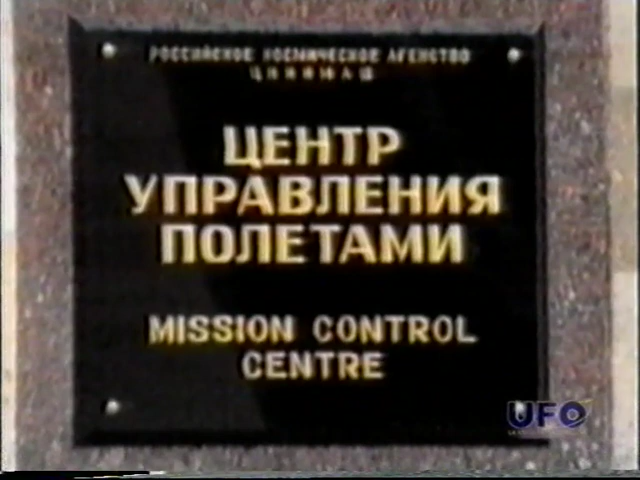 РОССИЙСКОЕ КОСМИЧЕСКОЕ АГЕНСТВО
ЦНИИМАШ
ЦЕНТР
УПРАВЛЕНИЯ
ПОЛЕТАМИ
MISSION CONTROL
CENTRE
UFO